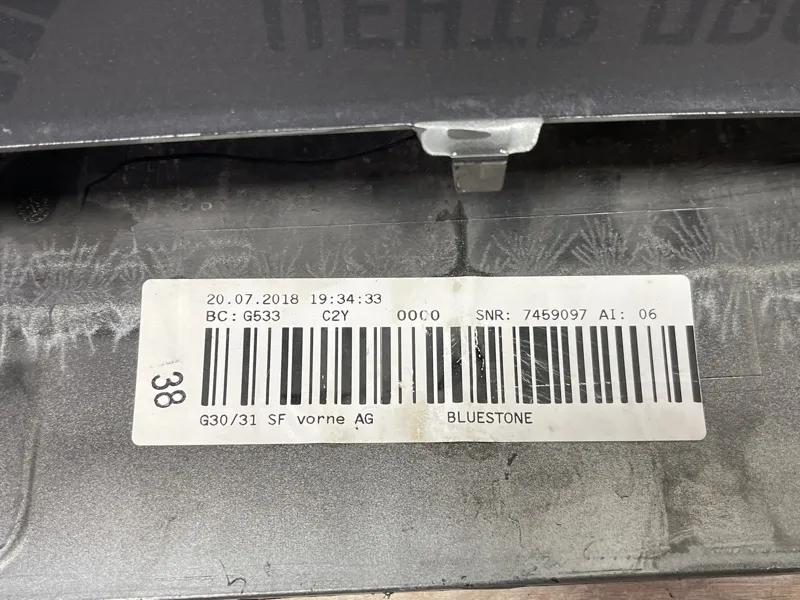 20.07.2018 19:34:33
BC: G533 C2Y 0000 SNR: 7459097 AI: 06
38
G30/31 SF vorne AG BLUESTONE